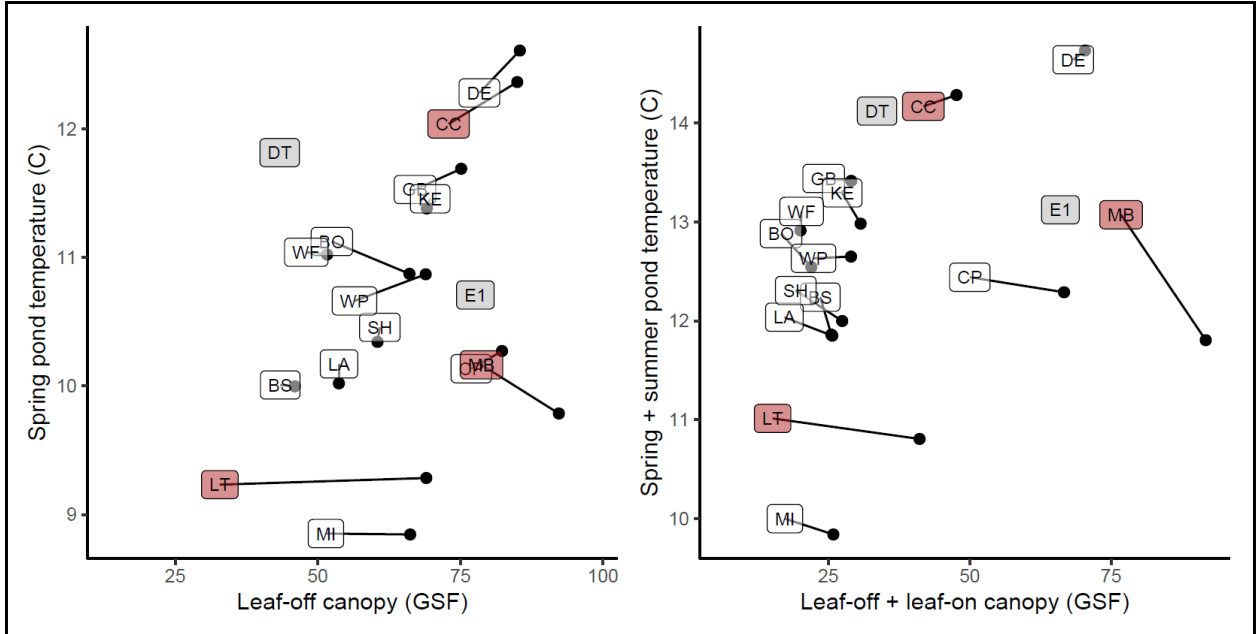 Spring pond temperature (C)
12
11
10
9
DE
CC
DT
GB
KE
BO
WF
WP
E1
SH
LA
BS
CP
MB
LT
MI
25
50
75
100
Leaf-off canopy (GSF)
Spring + summer pond temperature (C)
14
13
12
11
10
DE
CC
DT
GB
KE
WF
BO
E1
MB
WP
CP
SH
BS
LA
LT
MI
25
50
75
Leaf-off + leaf-on canopy (GSF)